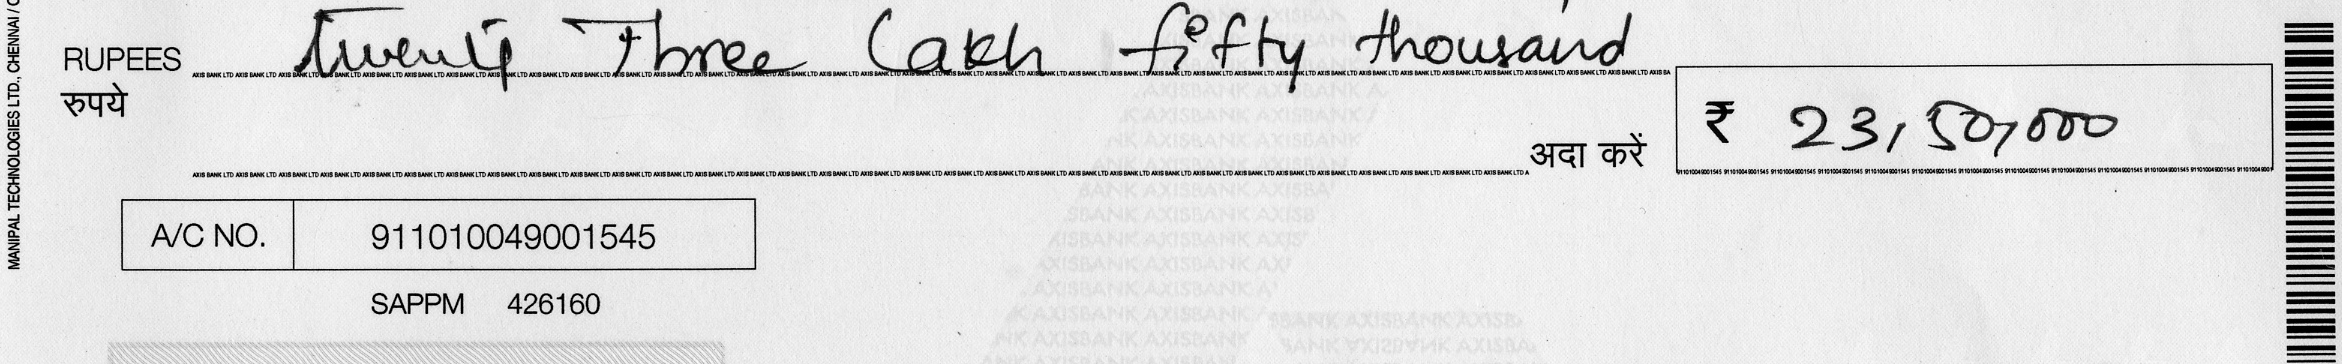 Twenty Three Lakh fifty thousand
RUPEES
रुपये
अदा करें
₹ 23,50,000
A/C NO. 911010049001545
SAPPM 426160
MANIPAL TECHNOLOGIES LTD., CHENNAI /